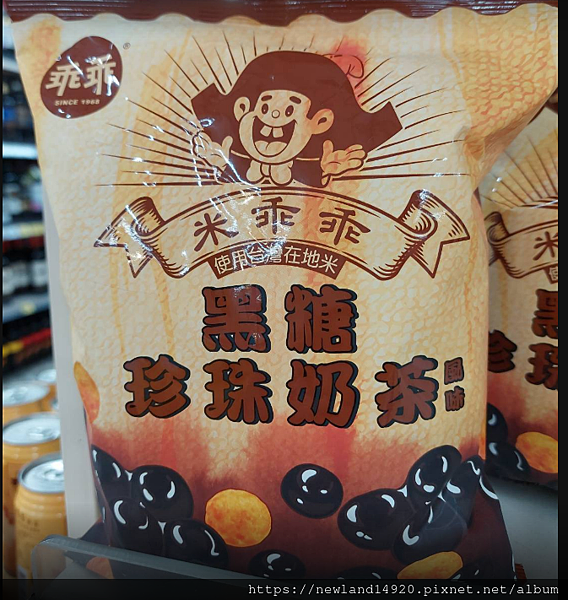 乖乖
®
SINCE 1968
米乖乖
使用台灣在地米
黑糖
珍珠奶茶風味
米
https://newland14920.pixnet.net/album